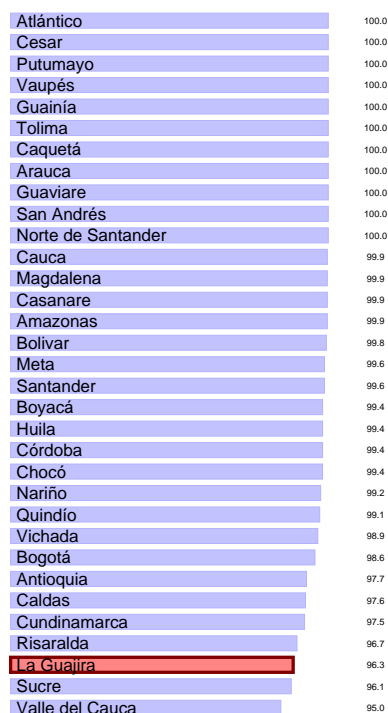 Atlántico 100.0
Cesar 100.0
Putumayo 100.0
Vaupés 100.0
Guainía 100.0
Tolima 100.0
Caquetá 100.0
Arauca 100.0
Guaviare 100.0
San Andrés 100.0
Norte de Santander 100.0
Cauca 99.9
Magdalena 99.9
Casanare 99.9
Amazonas 99.9
Bolivar 99.8
Meta 99.6
Santander 99.6
Boyacá 99.4
Huila 99.4
Córdoba 99.4
Chocó 99.4
Nariño 99.2
Quindío 99.1
Vichada 98.9
Bogotá 98.6
Antioquia 97.7
Caldas 97.6
Cundinamarca 97.5
Risaralda 96.7
La Guajira 96.3
Sucre 96.1
Valle del Cauca 95.0